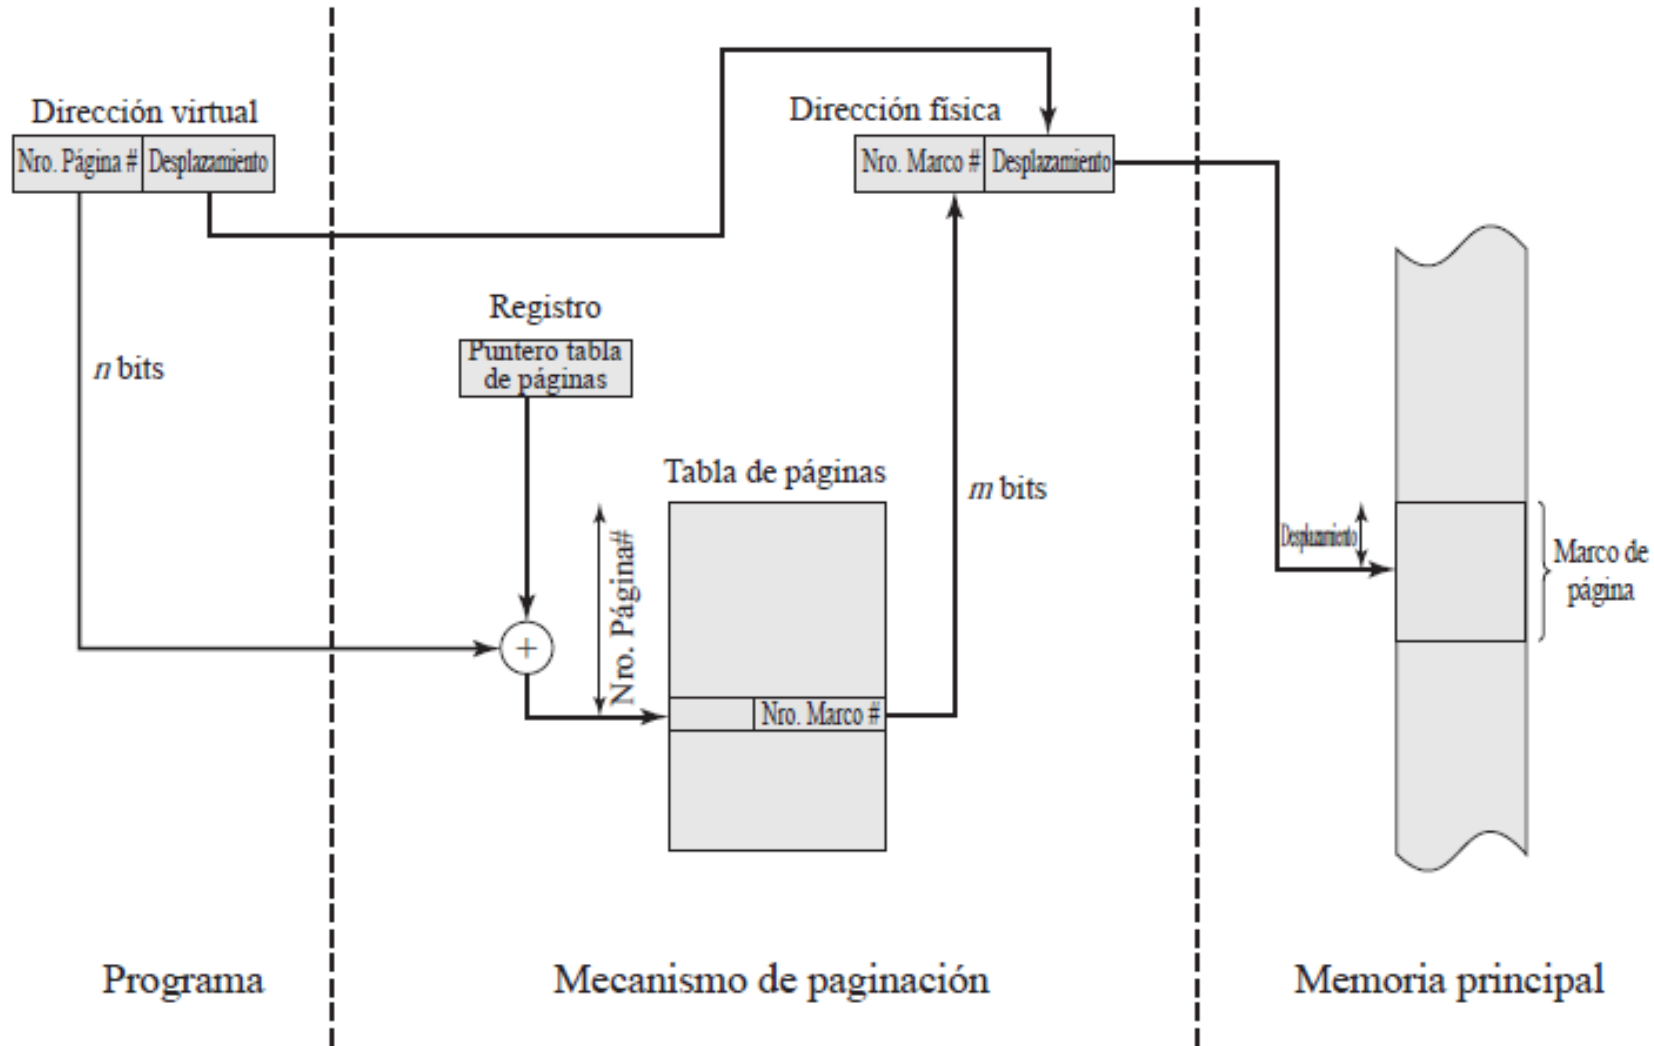 Dirección virtual
Nro. Página # Desplazamiento
Dirección física
Nro. Marco # Desplazamiento
n bits
Registro
Puntero tabla
de páginas
Tabla de páginas
m bits
Nro. Página#
+
Nro. Marco #
Desplazamiento
Marco de
página
Programa
Mecanismo de paginación
Memoria principal